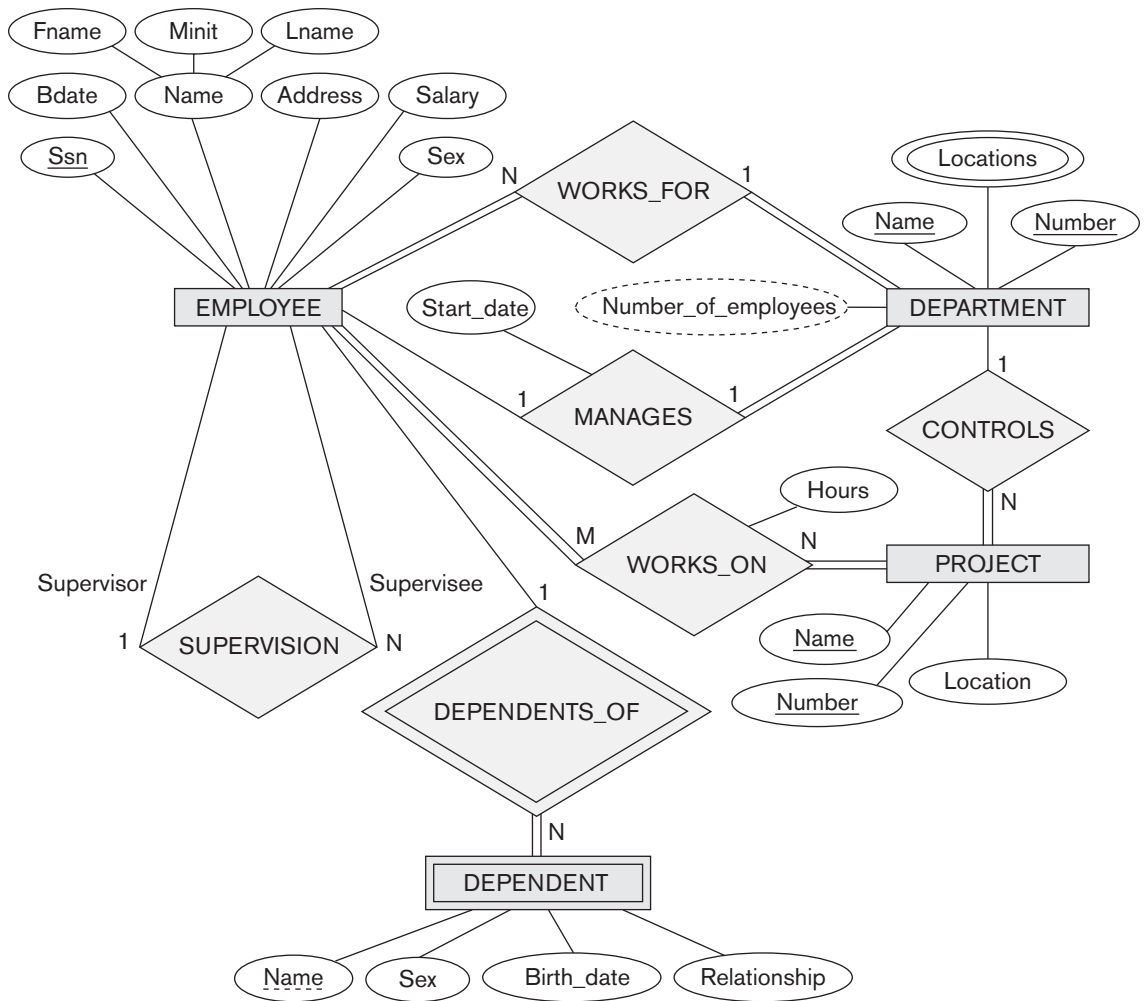 Fname
Minit
Lname
Bdate
Name
Address
Salary
Ssn
Sex
N
WORKS_FOR
1
Locations
Name
Number
EMPLOYEE
Start_date
Number_of_employees
DEPARTMENT
1
MANAGES
1
1
CONTROLS
N
Hours
M
WORKS_ON
N
PROJECT
Supervisor
Supervisee
1
SUPERVISION
N
1
Name
Number
Location
DEPENDENTS_OF
N
DEPENDENT
Name
Sex
Birth_date
Relationship